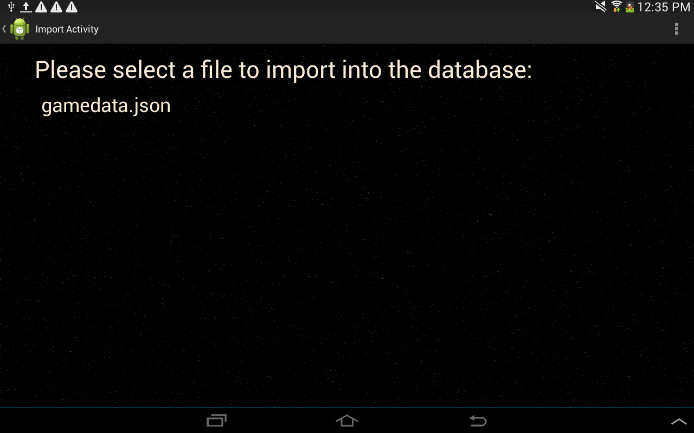 12:35 PM
Import Activity
Please select a file to import into the database:
gamedata.json